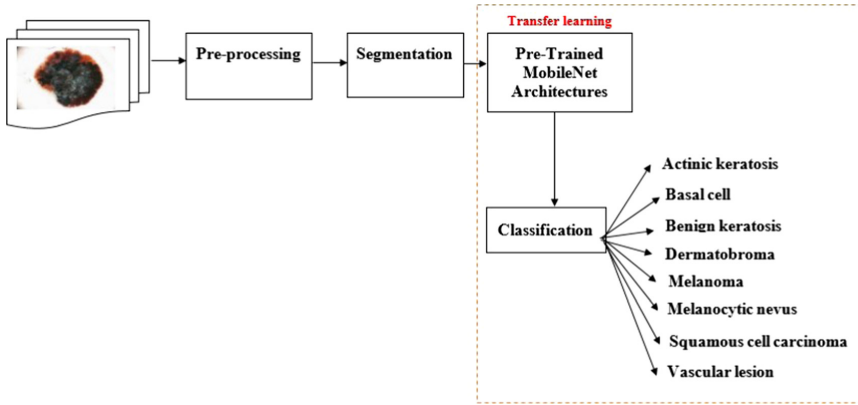 Transfer learning
Pre-processing
Segmentation
Pre-Trained
MobileNet
Architectures
Classification
Actinic keratosis
Basal cell
Benign keratosis
Dermatobroma
Melanoma
Melanocytic nevus
Squamous cell carcinoma
Vascular lesion